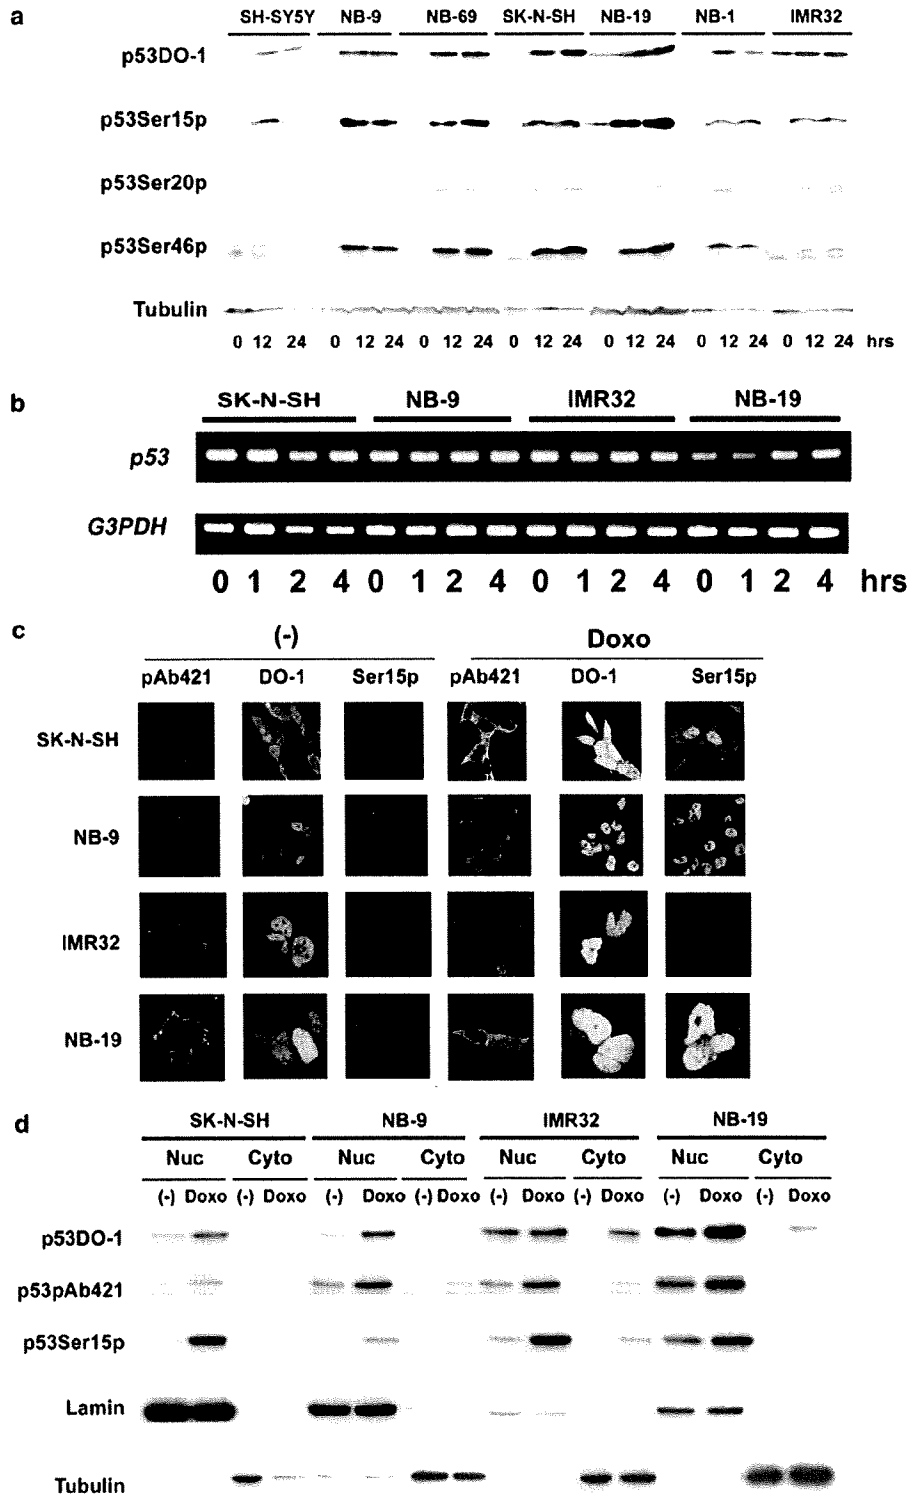 a
SH-SY5Y NB-9 NB-69 SK-N-SH NB-19 NB-1 IMR32
p53DO-1
p53Ser15p
p53Ser20p
p53Ser46p
Tubulin
0 12 24 0 12 24 0 12 24 0 12 24 0 12 24 0 12 24 0 12 24 hrs
b
SK-N-SH NB-9 IMR32 NB-19
p53
G3PDH
0 1 2 4 0 1 2 4 0 1 2 4 0 1 2 4 hrs
c
(-) Doxo
pAb421 DO-1 Ser15p pAb421 DO-1 Ser15p
SK-N-SH
NB-9
IMR32
NB-19
d
SK-N-SH NB-9 IMR32 NB-19
Nuc Cyto Nuc Cyto Nuc Cyto Nuc Cyto
(-) Doxo (-) Doxo (-) Doxo (-) Doxo (-) Doxo (-) Doxo (-) Doxo (-) Doxo
p53DO-1
p53pAb421
p53Ser15p
Lamin
Tubulin